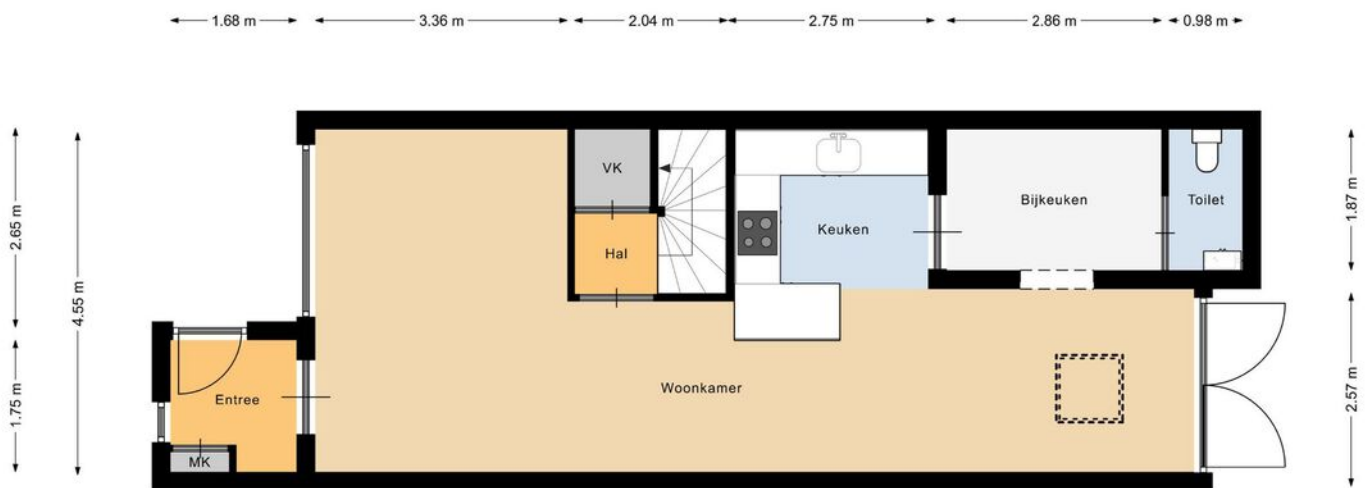 1.68 m
3.36 m
2.04 m
2.75 m
2.86 m
0.98 m
2.65 m
4.55 m
1.75 m
1.87 m
2.57 m
VK
Hal
Keuken
Bijkeuken
Toilet
Woonkamer
Entree
MK